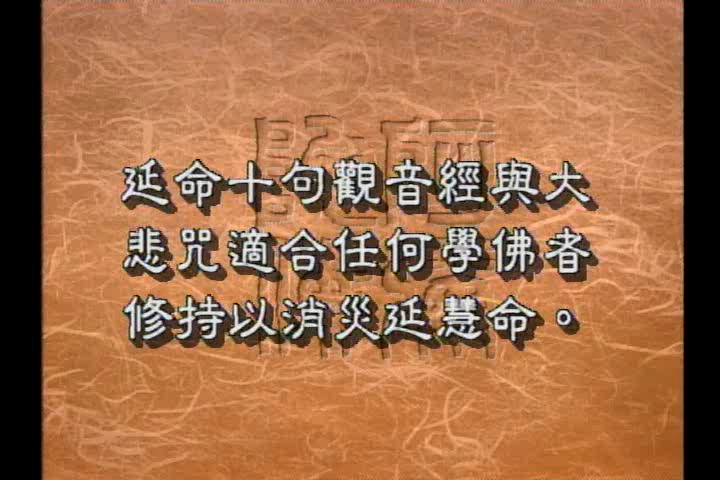 延命十句觀音經與大
悲咒適合任何學佛者
修持以消災延慧命。